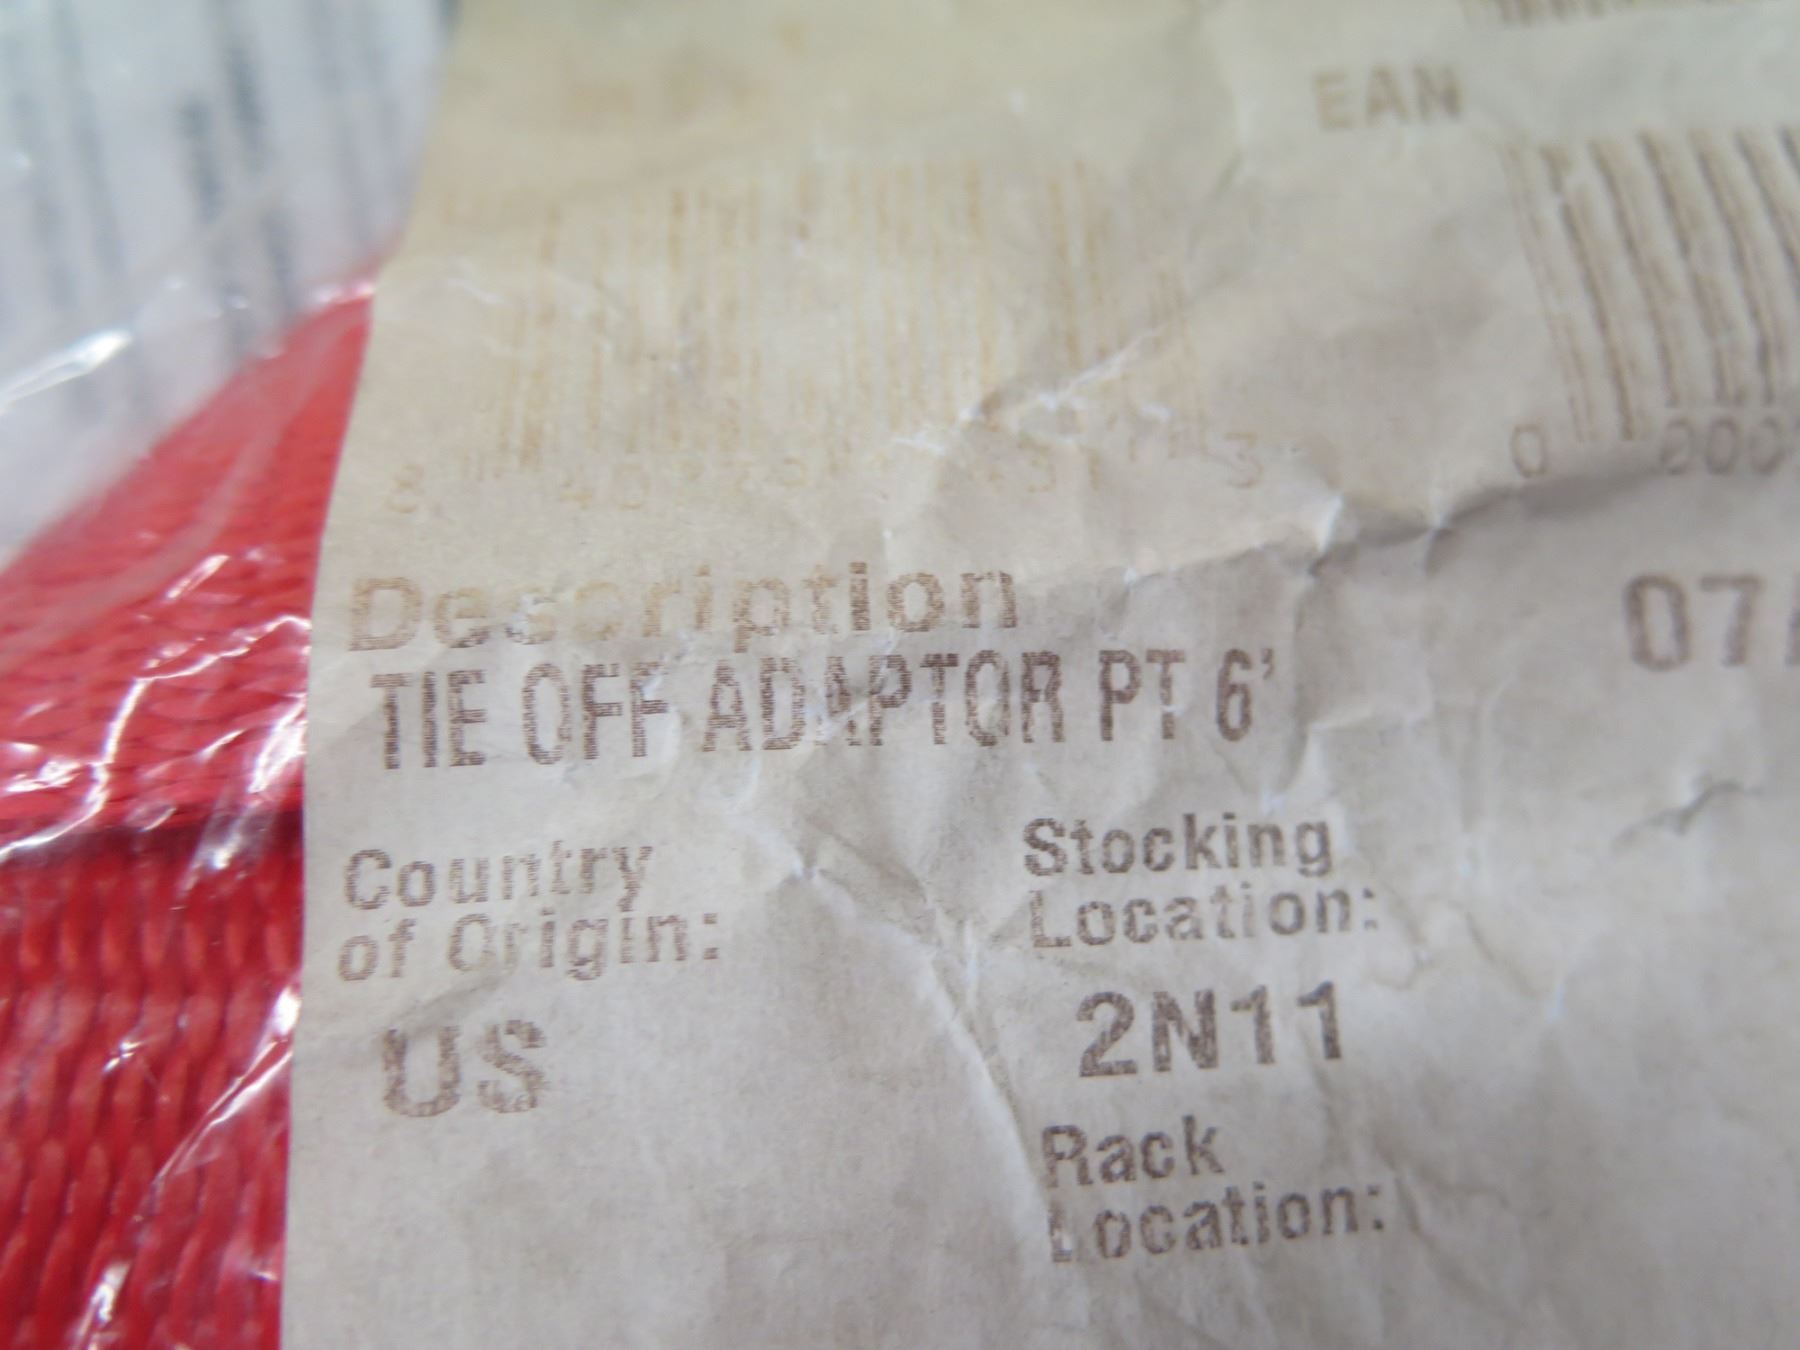 EAN
Description
TIE OFF ADAPTOR PT 6'
Country
of Origin:
US
Stocking
Location:
2N11
Rack
Location: